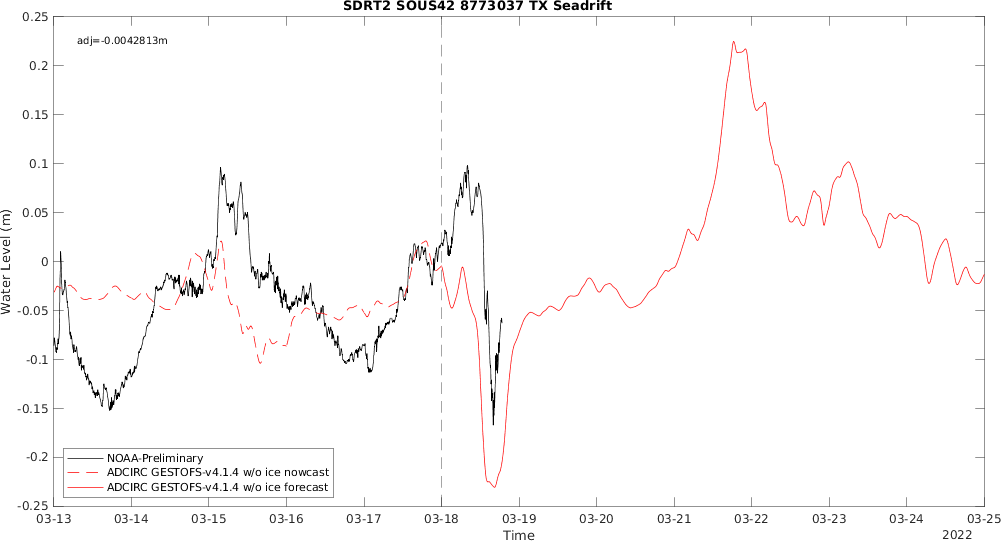 SDRT2 SOUS42 8773037 TX Seadrift
adj=-0.0042813m
0.25
0.2
0.15
0.1
0.05
0
-0.05
-0.1
-0.15
-0.2
-0.25
Water Level (m)
NOAA-Preliminary
ADCIRC GESTOFS-v4.1.4 w/o ice nowcast
ADCIRC GESTOFS-v4.1.4 w/o ice forecast
03-13 03-14 03-15 03-16 03-17 03-18 03-19 03-20 03-21 03-22 03-23 03-24 03-25
Time
2022